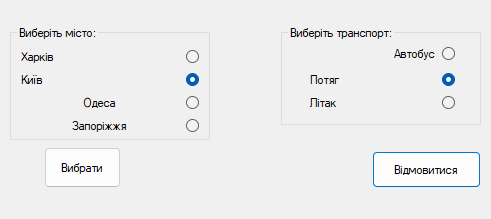 Виберіть місто:
Харків
Київ
Одеса
Запоріжжя
Вибрати
Виберіть транспорт:
Автобус
Потяг
Літак
Відмовитися